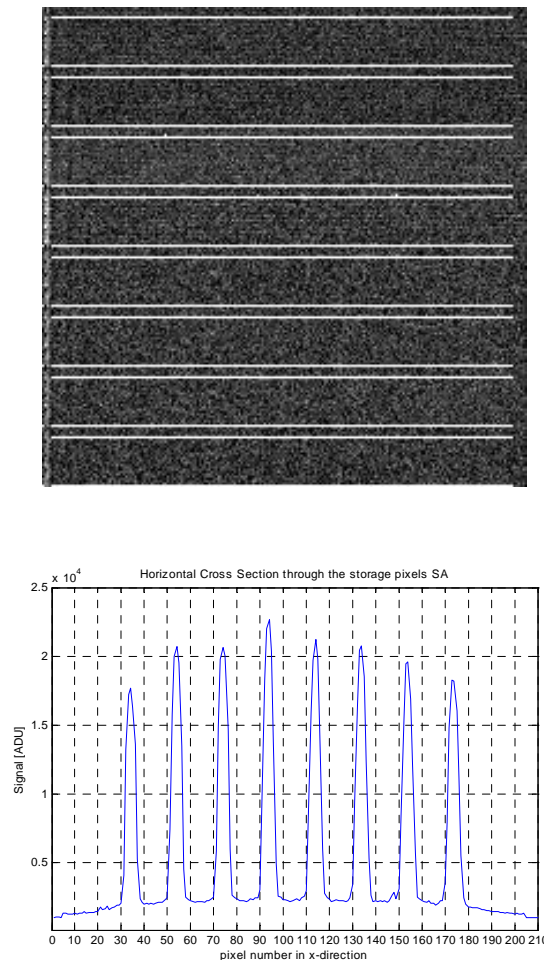 Horizontal Cross Section through the storage pixels SA
x 10^4
2.5
2
1.5
1
0.5
Signal [ADU]
0 10 20 30 40 50 60 70 80 90 100 110 120 130 140 150 160 170 180 190 200 210
pixel number in x-direction